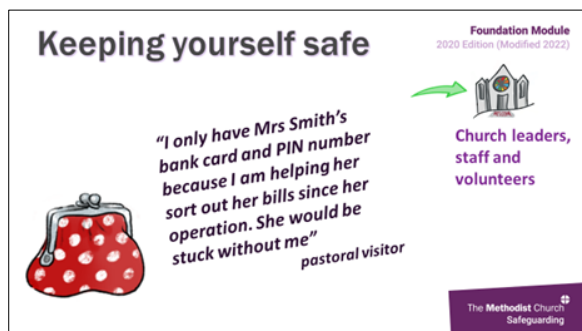 Keeping yourself safe
Foundation Module
2020 Edition (Modified 2022)
“I only have Mrs Smith’s
bank card and PIN number
because I am helping her
sort out her bills since her
operation. She would be
stuck without me”
pastoral visitor
Church leaders,
staff and
volunteers
The Methodist Church
Safeguarding